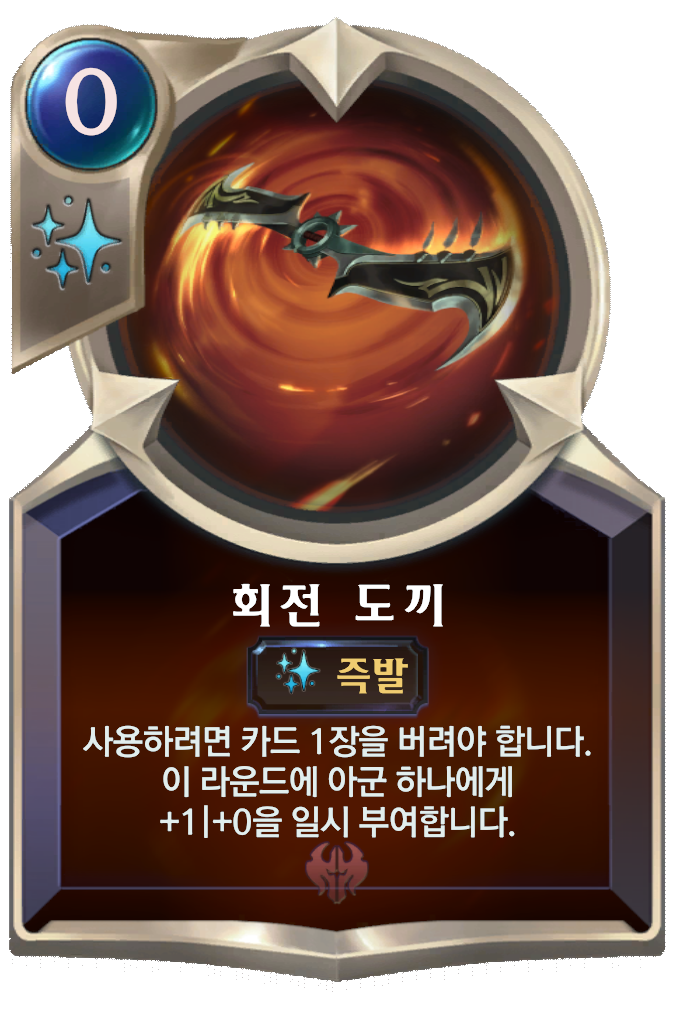 0
회전 도끼
즉발
사용하려면 카드 1장을 버려야 합니다.
이 라운드에 아군 하나에게
+1|+0을 일시 부여합니다.